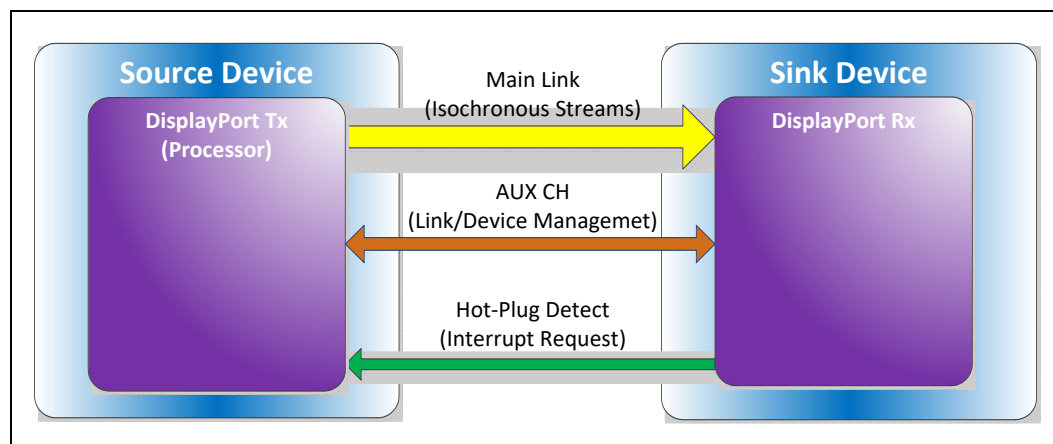 Source Device
DisplayPort Tx
(Processor)
Main Link
(Isochronous Streams)
AUX CH
(Link/Device Managemet)
Hot-Plug Detect
(Interrupt Request)
Sink Device
DisplayPort Rx